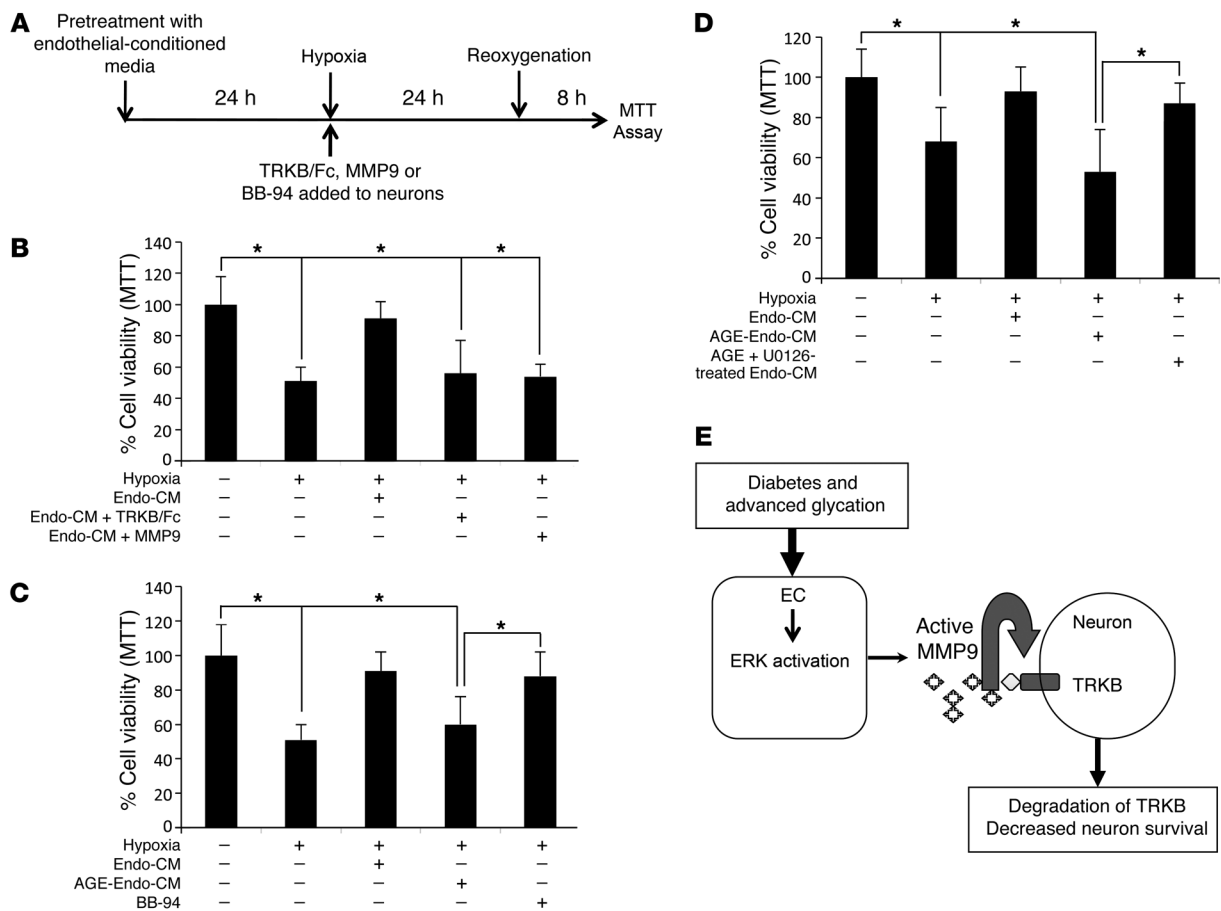 A
Pretreatment with
endothelial-conditioned
media
Hypoxia
Reoxygenation
24 h
24 h
8 h
MTT
Assay
TRKB/Fc, MMP9 or
BB-94 added to neurons
B
% Cell viability (MTT)
140
120
100
80
60
40
20
0
* * *
Hypoxia – + + + +
Endo-CM – – + – –
Endo-CM + TRKB/Fc – – – + –
Endo-CM + MMP9 – – – – +
C
% Cell viability (MTT)
140
120
100
80
60
40
20
0
* * *
Hypoxia – + + + +
Endo-CM – – + – –
AGE-Endo-CM – – – + –
BB-94 – – – – +
D
% Cell viability (MTT)
120
100
80
60
40
20
0
* * *
Hypoxia – + + + +
Endo-CM – – + – –
AGE-Endo-CM – – – + –
AGE + U0126-
treated Endo-CM – – – – +
E
Diabetes and
advanced glycation
EC
ERK activation
Active
MMP9
Neuron
TRKB
Degradation of TRKB
Decreased neuron survival